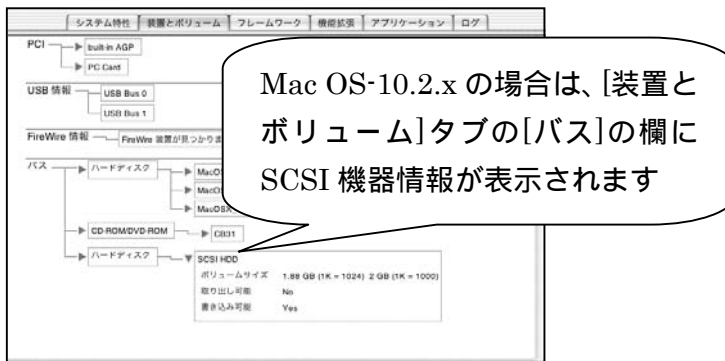 システム特性 装置とボリューム フレームワーク 機能拡張 アプリケーション ログ
PCI built-in AGP
PC Card
USB 情報 USB Bus 0
USB Bus 1
FireWire 情報 FireWire 装置が見つかりま
バス ハードディスク MacOS
MacOS
MacOSX
CD-ROM/DVD-ROM CB31
ハードディスク SCSI HDD
ボリュームサイズ 1.88 GB (1K = 1024) 2 GB (1K = 1000)
取り出し可能 No
書き込み可能 Yes
Mac OS-10.2.x の場合は、[装置と
ボリューム]タブの[バス]の欄に
SCSI 機器情報が表示されます